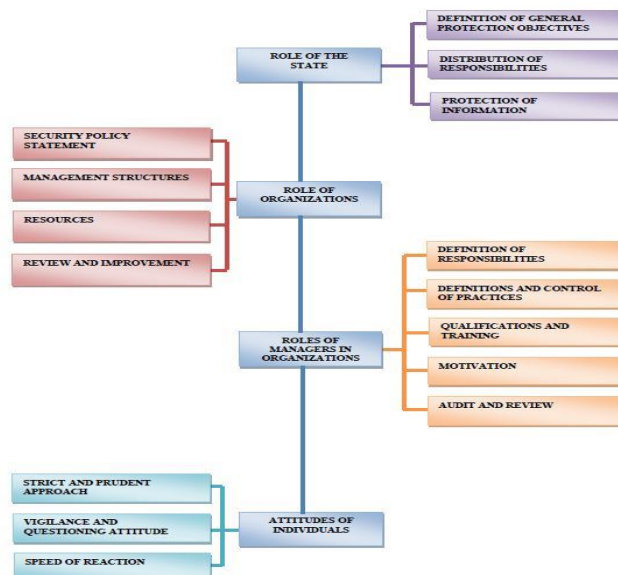 ROLE OF THE
STATE
DEFINITION OF GENERAL
PROTECTION OBJECTIVES
DISTRIBUTION OF
RESPONSIBILITIES
PROTECTION OF
INFORMATION
SECURITY POLICY
STATEMENT
MANAGEMENT STRUCTURES
RESOURCES
REVIEW AND IMPROVEMENT
ROLE OF
ORGANIZATIONS
ROLES OF
MANAGERS IN
ORGANIZATIONS
DEFINITION OF
RESPONSIBILITIES
DEFINITIONS AND CONTROL
OF PRACTICES
QUALIFICATIONS AND
TRAINING
MOTIVATION
AUDIT AND REVIEW
STRICT AND PRUDENT
APPROACH
VIGILANCE AND
QUESTIONING ATTITUDE
SPEED OF REACTION
ATTITUDES OF
INDIVIDUALS